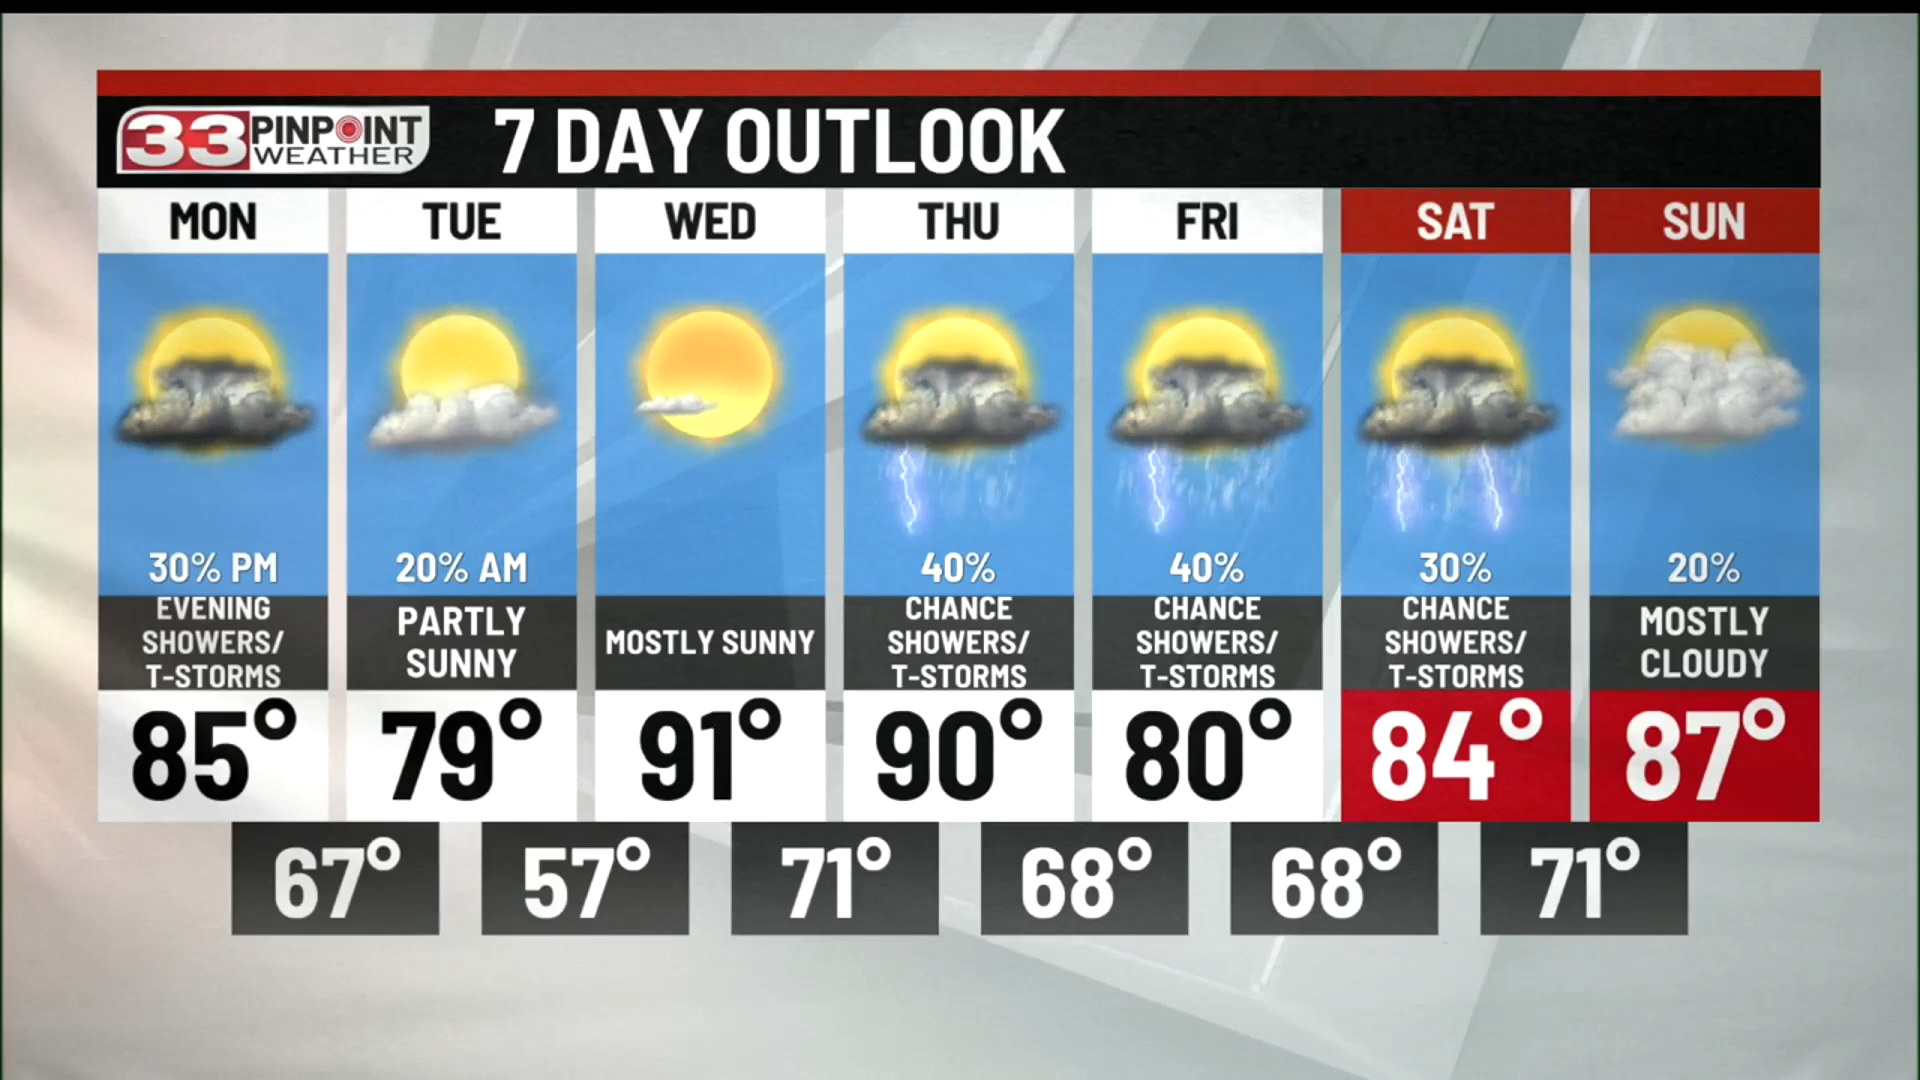 33 PINPOINT WEATHER
7 DAY OUTLOOK
MON TUE WED THU FRI SAT SUN
30% PM
EVENING
SHOWERS/
T-STORMS
85°
20% AM
PARTLY
SUNNY
79°
MOSTLY SUNNY
91°
40%
CHANCE
SHOWERS/
T-STORMS
90°
40%
CHANCE
SHOWERS/
T-STORMS
80°
30%
CHANCE
SHOWERS/
T-STORMS
84°
20%
MOSTLY
CLOUDY
87°
67° 57° 71° 68° 68° 71°